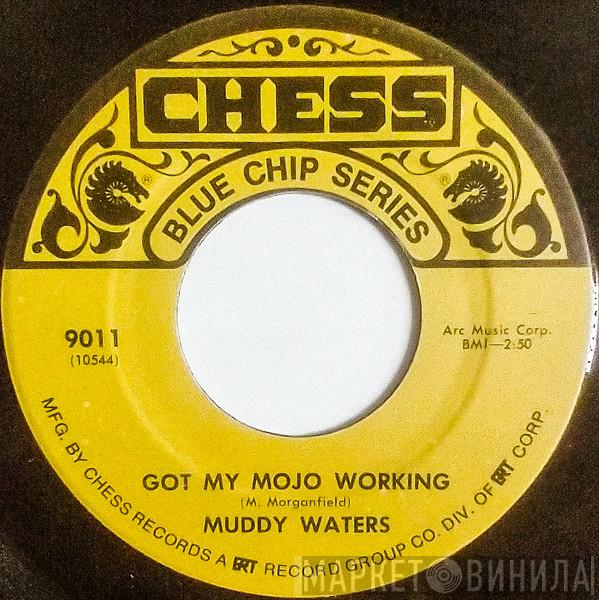 CHESS
BLUE CHIP SERIES
®
®
9011
(10544)
Arc Music Corp.
BMI—2:50
GOT MY MOJO WORKING
(M. Morganfield)
MUDDY WATERS
MFG. BY CHESS RECORDS A GRT RECORD GROUP CO. DIV. OF GRT CORP.
МАРКЕТ ВИНИЛА